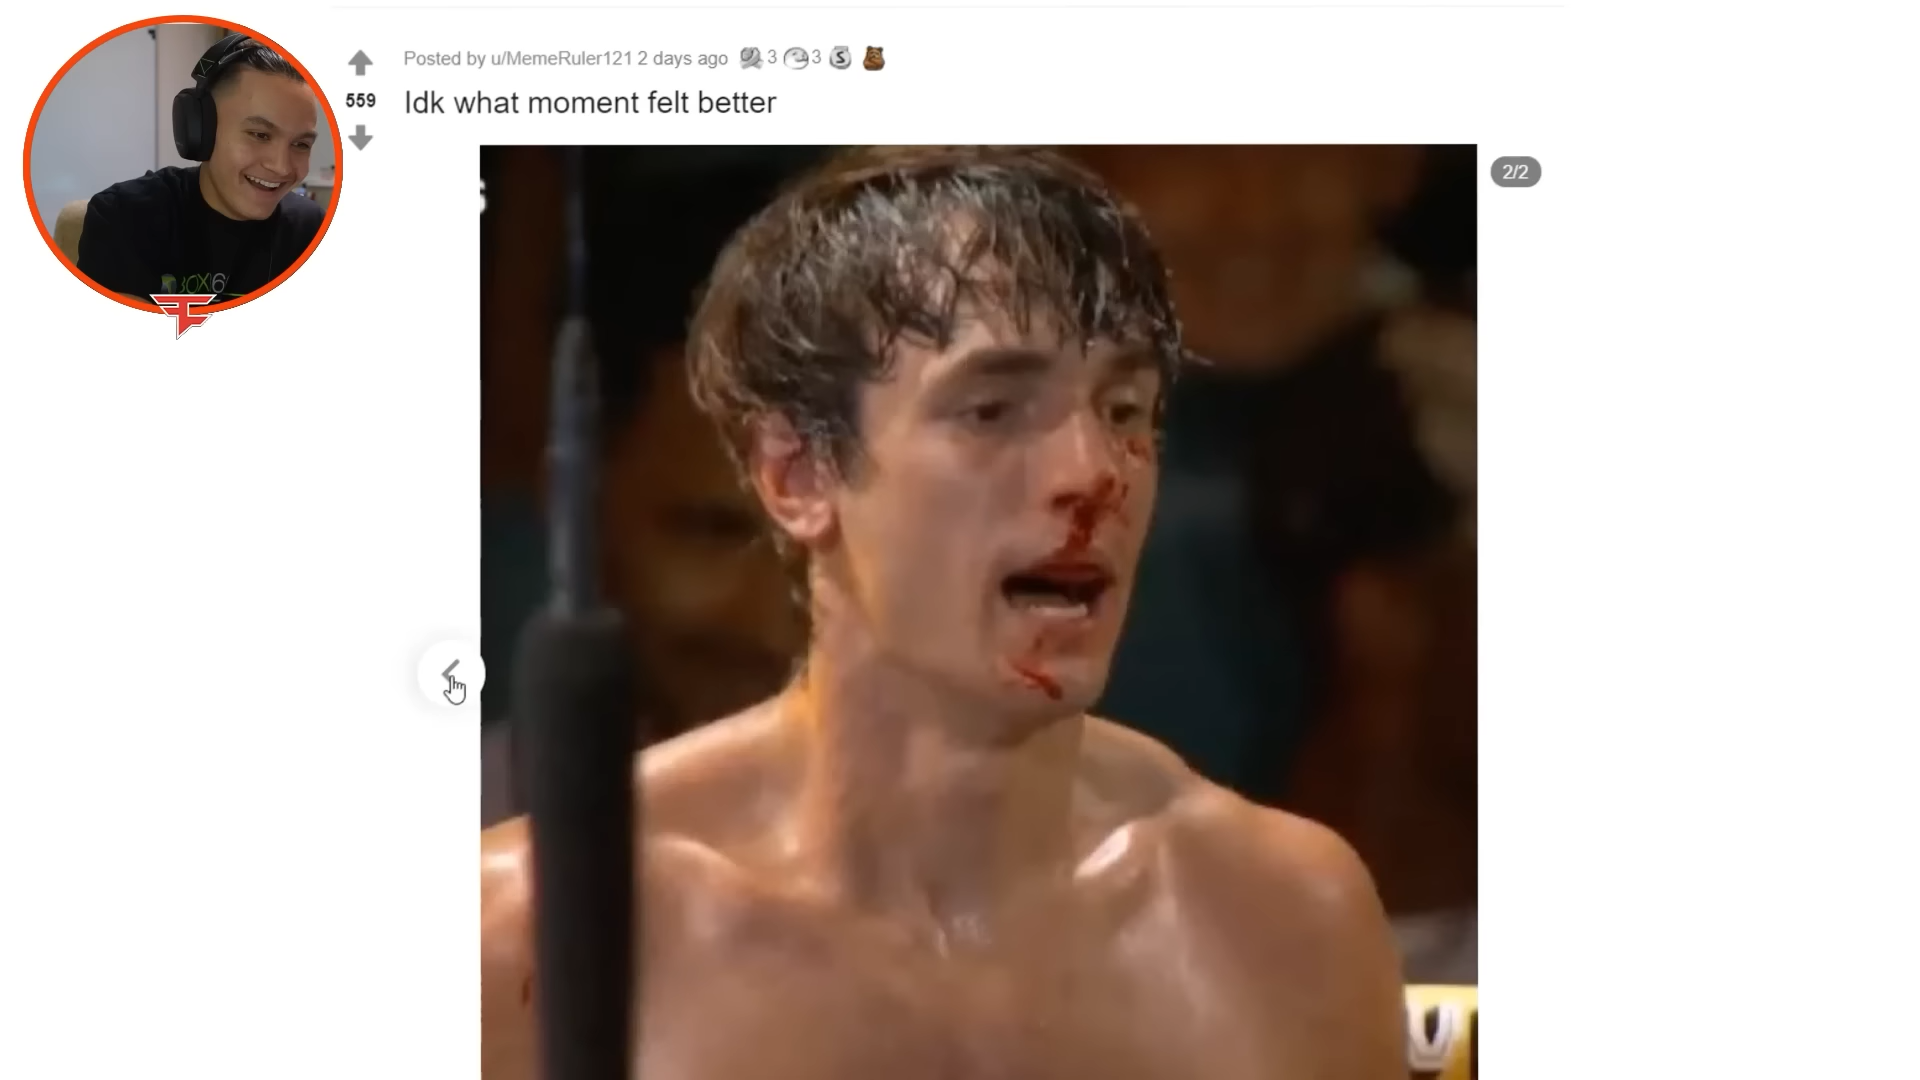 Posted by u/MemeRuler121 2 days ago 3 3 S
559
Idk what moment felt better
2/2